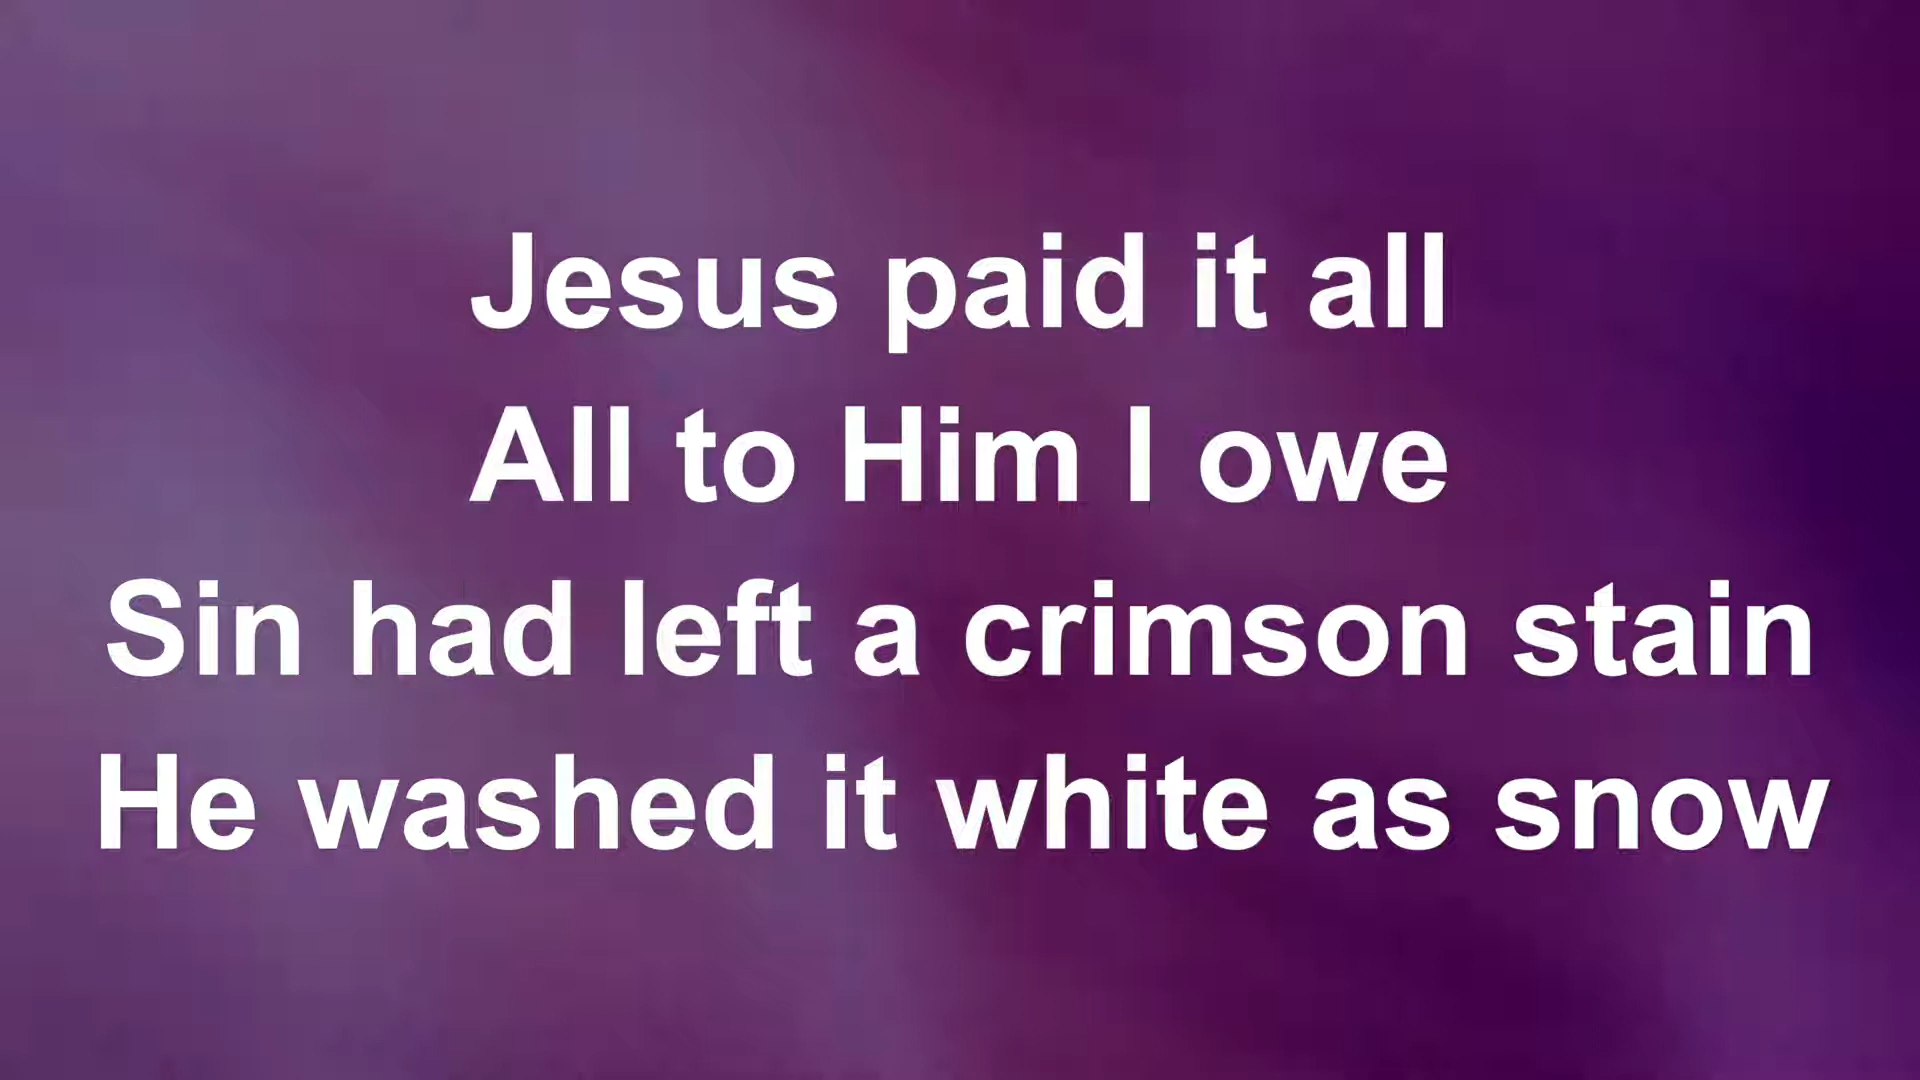 Jesus paid it all
All to Him I owe
Sin had left a crimson stain
He washed it white as snow